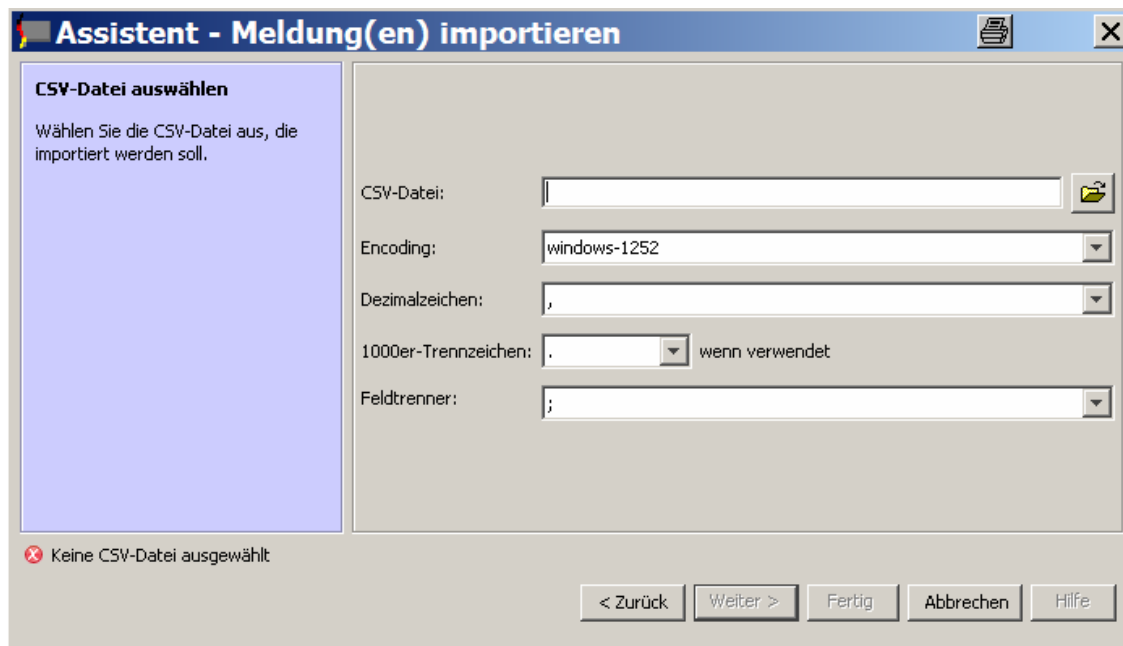 Assistent - Meldung(en) importieren
CSV-Datei auswählen
Wählen Sie die CSV-Datei aus, die
importiert werden soll.
CSV-Datei:
Encoding: windows-1252
Dezimalzeichen: ,
1000er-Trennzeichen: . wenn verwendet
Feldtrenner: ;
Keine CSV-Datei ausgewählt
< Zurück Weiter > Fertig Abbrechen Hilfe